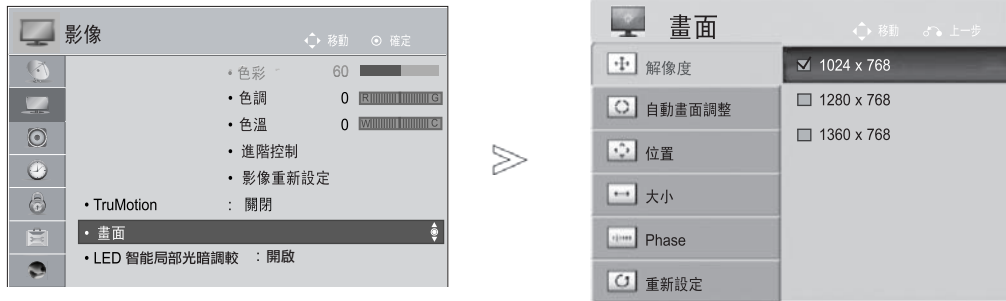 影像
移動 確定
• 色彩 60
• 色調 0 R G
• 色溫 0 W C
• 進階控制
• 影像重新設定
• TruMotion : 關閉
• 畫面
• LED 智能局部光暗調較 : 開啟
畫面
移動 上一步
解像度
自動畫面調整
位置
大小
Phase
重新設定
1024 x 768
1280 x 768
1360 x 768